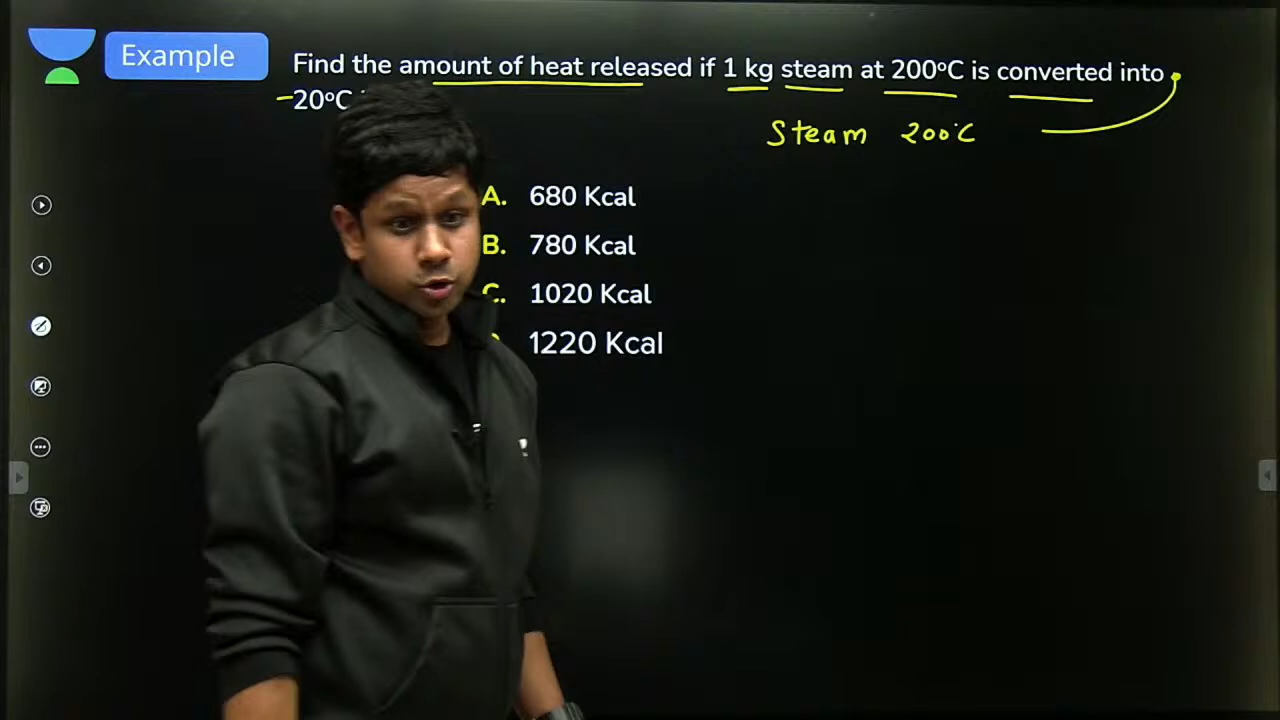 Example
Find the amount of heat released if 1 kg steam at 200°C is converted into
-20°C
Steam 200°C
A. 680 Kcal
B. 780 Kcal
C. 1020 Kcal
1220 Kcal